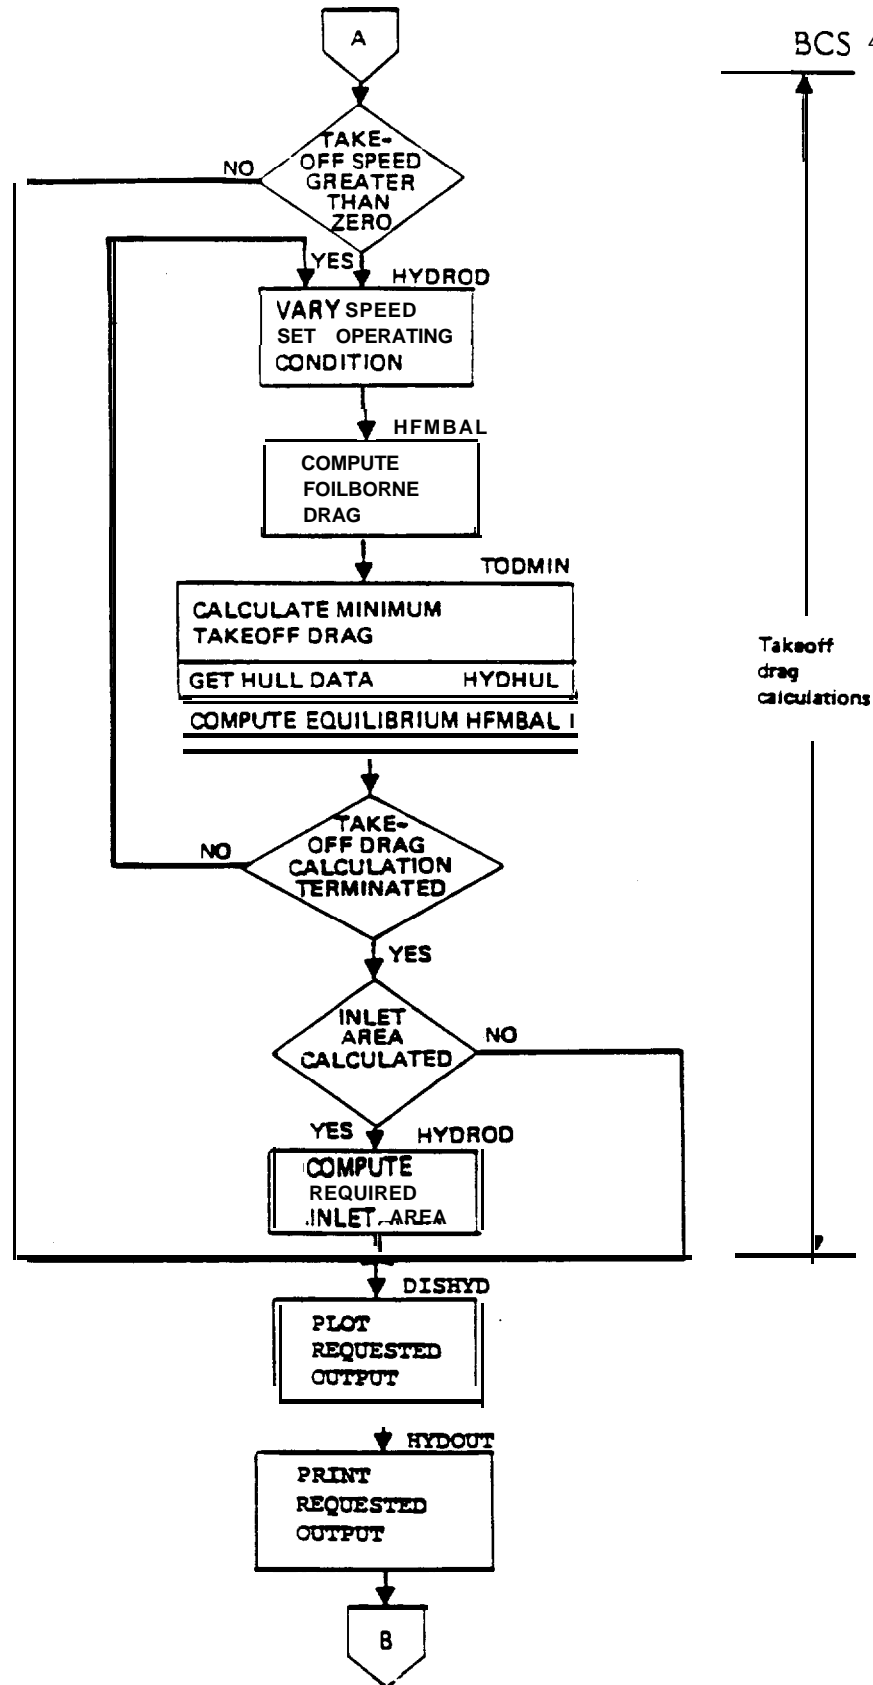 A
BCS 4
TAKE-
OFF SPEED
GREATER
THAN
ZERO
NO
YES
HYDROD
VARY SPEED
SET OPERATING
CONDITION
HFMBAL
COMPUTE
FOILBORNE
DRAG
TODMIN
CALCULATE MINIMUM
TAKEOFF DRAG
GET HULL DATA HYDHUL
COMPUTE EQUILIBRIUM HFMBAL
Takeoff
drag
calculations
TAKE-
OFF DRAG
CALCULATION
TERMINATED
NO
YES
INLET
AREA
CALCULATED
NO
YES
HYDROD
COMPUTE
REQUIRED
INLET AREA
DISHYD
PLOT
REQUESTED
OUTPUT
HYDOUT
PRINT
REQUESTED
OUTPUT
B